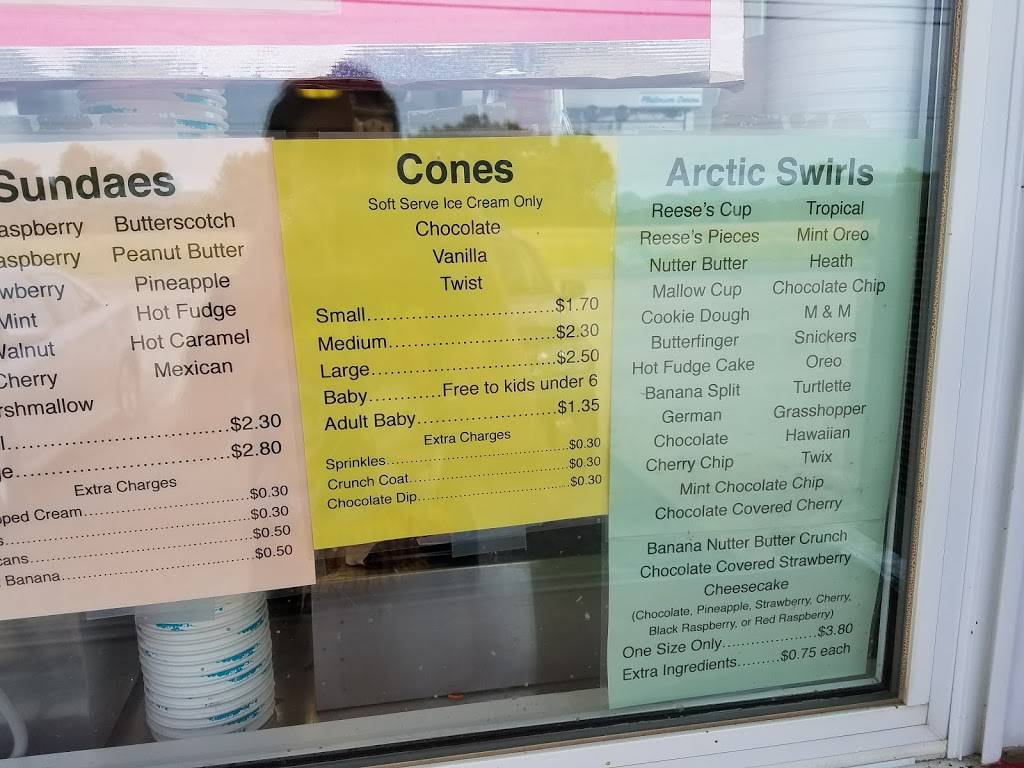 Sundaes
aspberry Butterscotch
aspberry Peanut Butter
wberry Pineapple
Mint Hot Fudge
Walnut Hot Caramel
Cherry Mexican
rshmallow
l..............................$2.30
ge..............................$2.80
Extra Charges
pped Cream..............................$0.30
s..............................$0.30
cans..............................$0.50
Banana..............................$0.50
Cones
Soft Serve Ice Cream Only
Chocolate
Vanilla
Twist
Small..............................$1.70
Medium..............................$2.30
Large..............................$2.50
Baby............Free to kids under 6
Adult Baby........................$1.35
Extra Charges
Sprinkles..............................$0.30
Crunch Coat..............................$0.30
Chocolate Dip..............................$0.30
Arctic Swirls
Reese's Cup Tropical
Reese's Pieces Mint Oreo
Nutter Butter Heath
Mallow Cup Chocolate Chip
Cookie Dough M & M
Butterfinger Snickers
Hot Fudge Cake Oreo
Banana Split Turtlette
German Grasshopper
Chocolate Hawaiian
Cherry Chip Twix
Mint Chocolate Chip
Chocolate Covered Cherry
Banana Nutter Butter Crunch
Chocolate Covered Strawberry
Cheesecake
(Chocolate, Pineapple, Strawberry, Cherry,
Black Raspberry, or Red Raspberry)
One Size Only................$3.80
Extra Ingredients........$0.75 each